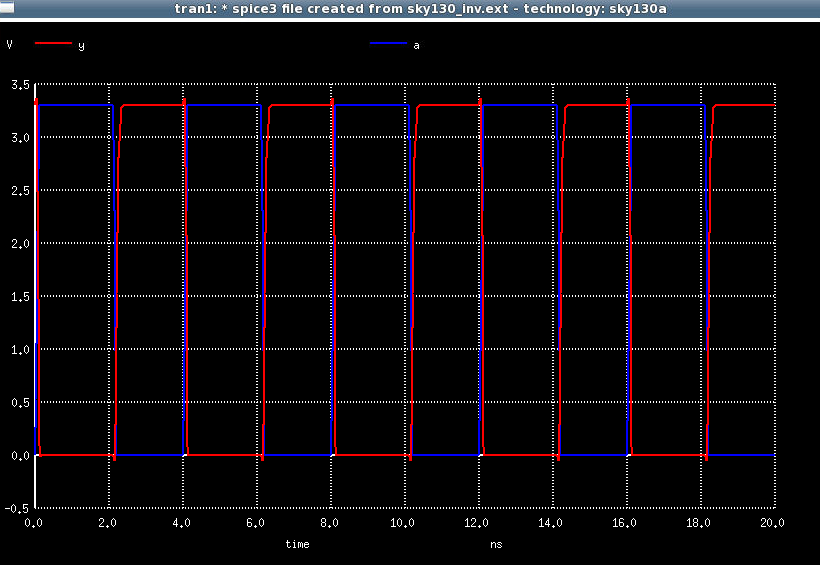 tran1: * spice3 file created from sky130_inv.ext - technology: sky130a
V y a
3.5
3.0
2.5
2.0
1.5
1.0
0.5
0.0
-0.5
0.0 2.0 4.0 6.0 8.0 10.0 12.0 14.0 16.0 18.0 20.0
time ns